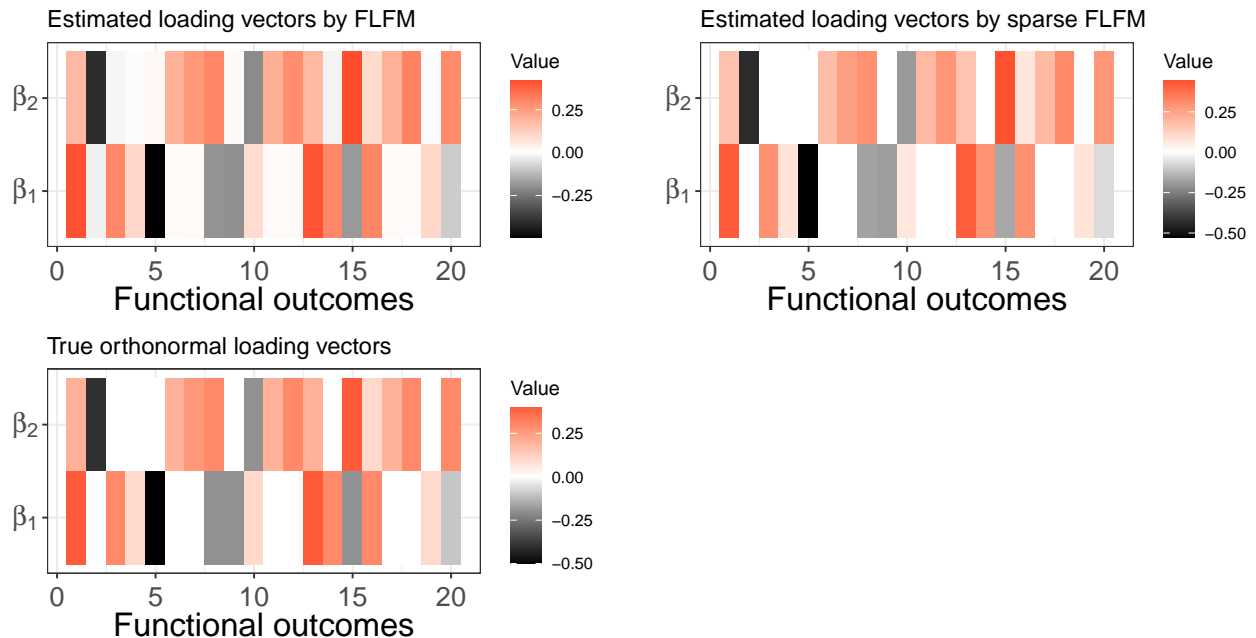 Estimated loading vectors by FLFM
β2
β1
0 5 10 15 20
Functional outcomes
Value
0.25
0.00
−0.25
Estimated loading vectors by sparse FLFM
β2
β1
0 5 10 15 20
Functional outcomes
Value
0.25
0.00
−0.25
−0.50
True orthonormal loading vectors
β2
β1
0 5 10 15 20
Functional outcomes
Value
0.25
0.00
−0.25
−0.50